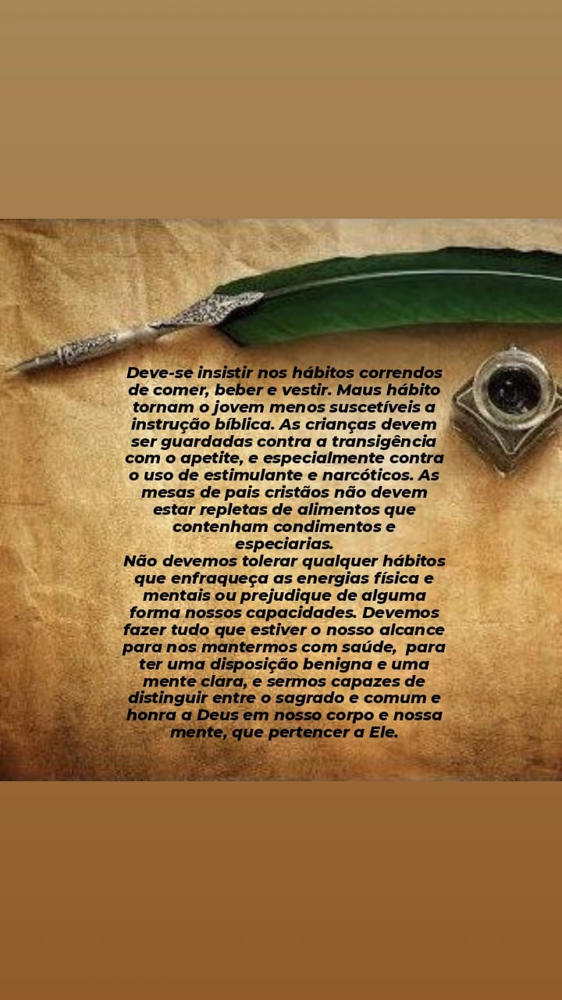 Deve-se insistir nos hábitos correndos
de comer, beber e vestir. Maus hábito
tornam o jovem menos suscetíveis a
instrução bíblica. As crianças devem
ser guardadas contra a transigência
com o apetite, e especialmente contra
o uso de estimulante e narcóticos. As
mesas de pais cristãos não devem
estar repletas de alimentos que
contenham condimentos e
especiarias.
Não devemos tolerar qualquer hábitos
que enfraqueça as energias física e
mentais ou prejudique de alguma
forma nossos capacidades. Devemos
fazer tudo que estiver o nosso alcance
para nos mantermos com saúde,  para
ter uma disposição benigna e uma
mente clara, e sermos capazes de
distinguir entre o sagrado e comum e
honra a Deus em nosso corpo e nossa
mente, que pertencer a Ele.